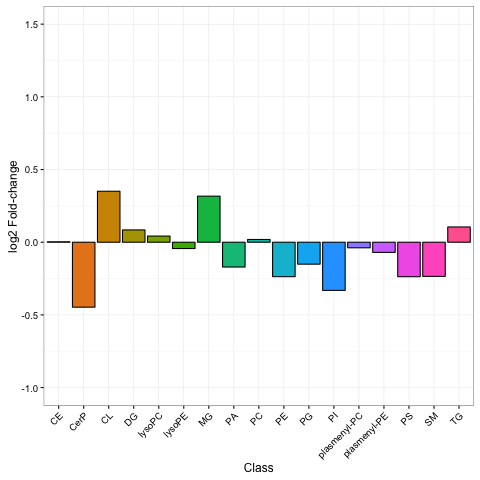 1.5
1.0
0.5
0.0
-0.5
-1.0
log2 Fold-change
CE
CerP
CL
DG
lysoPC
lysoPE
MG
PA
PC
PE
PG
PI
plasmenyl-PC
plasmenyl-PE
PS
SM
TG
Class